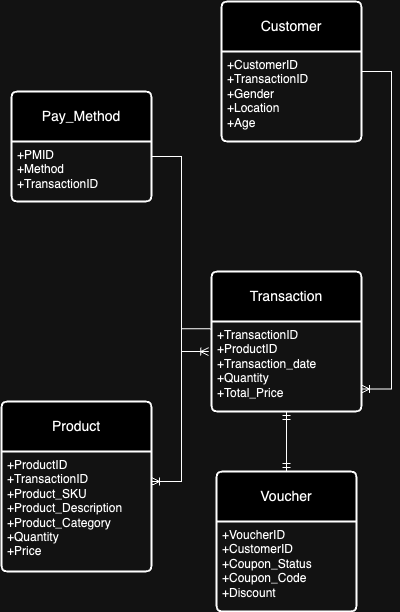 Customer
+CustomerID
+TransactionID
+Gender
+Location
+Age
Pay_Method
+PMID
+Method
+TransactionID
Transaction
+TransactionID
+ProductID
+Transaction_date
+Quantity
+Total_Price
Product
+ProductID
+TransactionID
+Product_SKU
+Product_Description
+Product_Category
+Quantity
+Price
Voucher
+VoucherID
+CustomerID
+Coupon_Status
+Coupon_Code
+Discount